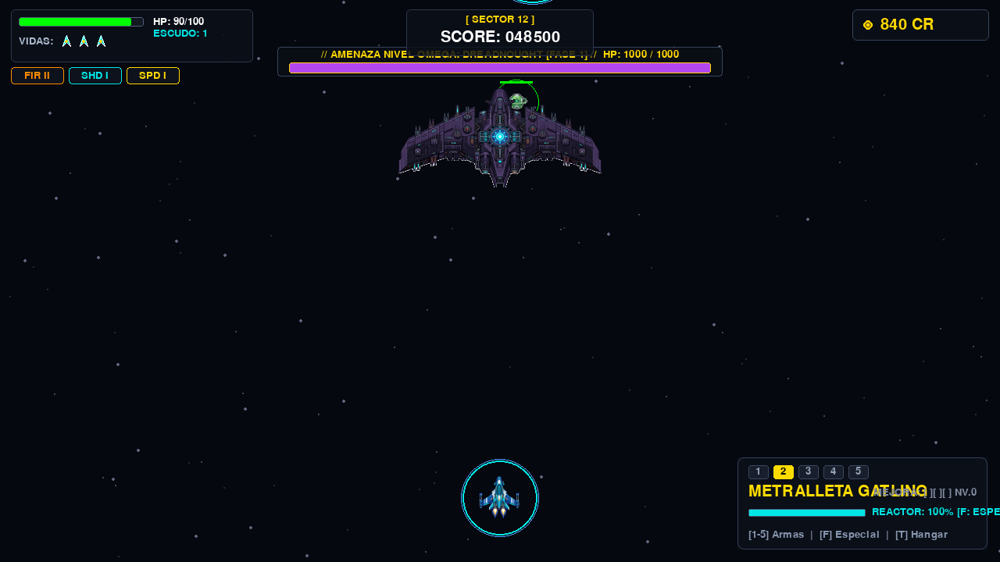 HP: 90/100
ESCUDO: 1
VIDAS:
FIR II
SHD I
SPD I
[ SECTOR 12 ]
SCORE: 048500
// AMENAZA NIVEL OMEGA: DREADNOUGHT [FASE 1] // HP: 1000 / 1000
840 CR
1 2 3 4 5
METRALLETA GATLING
MEJORA: [ ][ ][ ] NV.0
REACTOR: 100% [F: ESPE
[1-5] Armas | [F] Especial | [T] Hangar